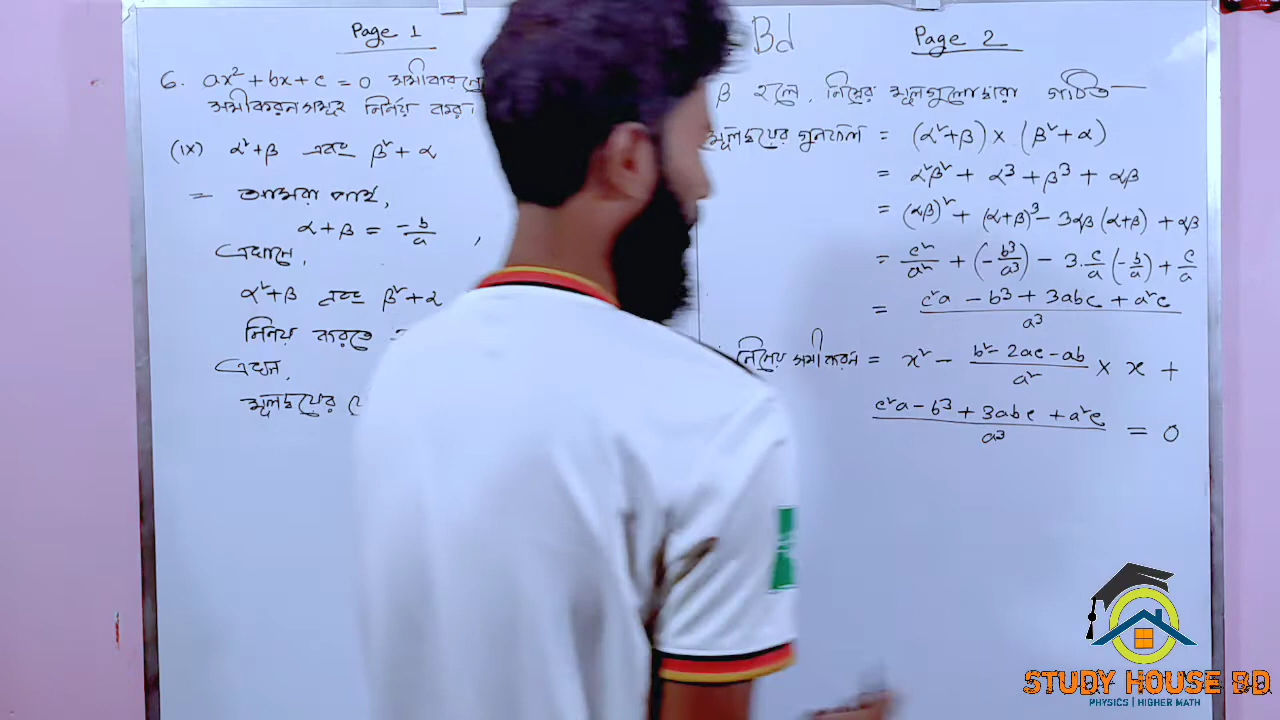 Page 1
6. ax² + bx + c = 0 সমীকরণের
সমীকরণসমূহ নির্ণয় কর।
(ix) α² + β এবং β² + α
= আমরা পাই,
α + β = -b/a ,
এখানে,
α² + β এবং β² + α
নির্ণয় করতে
এখন,
মূলদ্বয়ের
Bd
Page 2
β হলে, নিম্নের মূলগুলোদ্বারা গঠিত
মূলদ্বয়ের গুনফল = (α² + β) × (β² + α)
= α²β² + α³ + β³ + αβ
= (αβ)² + (α+β)³ - 3αβ (α+β) + αβ
= c²/a² + (-b³/a³) - 3.c/a (-b/a) + c/a
= (c²a - b³ + 3abc + a²c)/a³
নির্ণেয় সমীকরণ = x² - (b² - 2ac - ab)/a² × x +
(c²a - b³ + 3abc + a²c)/a³ = 0
STUDY HOUSE BD
PHYSICS | HIGHER MATH